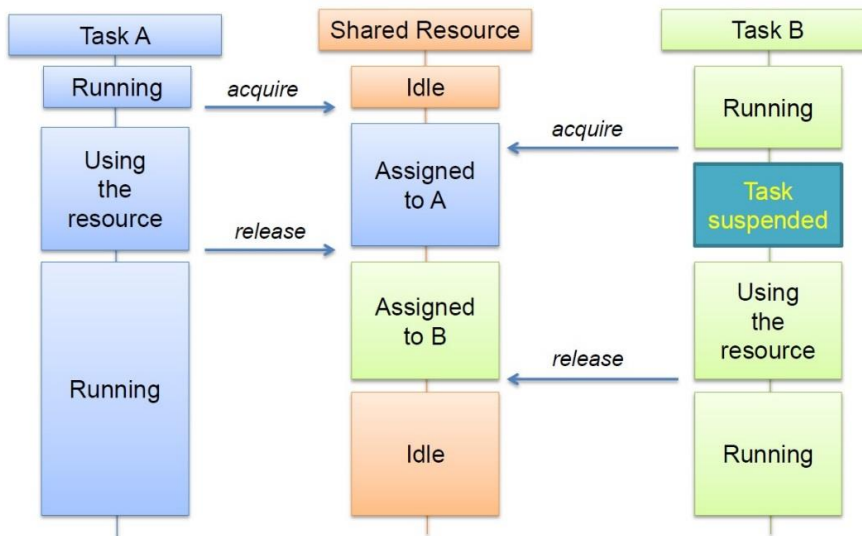 Task A
Shared Resource
Task B
Running
acquire
Idle
Running
acquire
Using
the
resource
Assigned
to A
Task
suspended
release
Assigned
to B
Using
the
resource
Running
release
Idle
Running